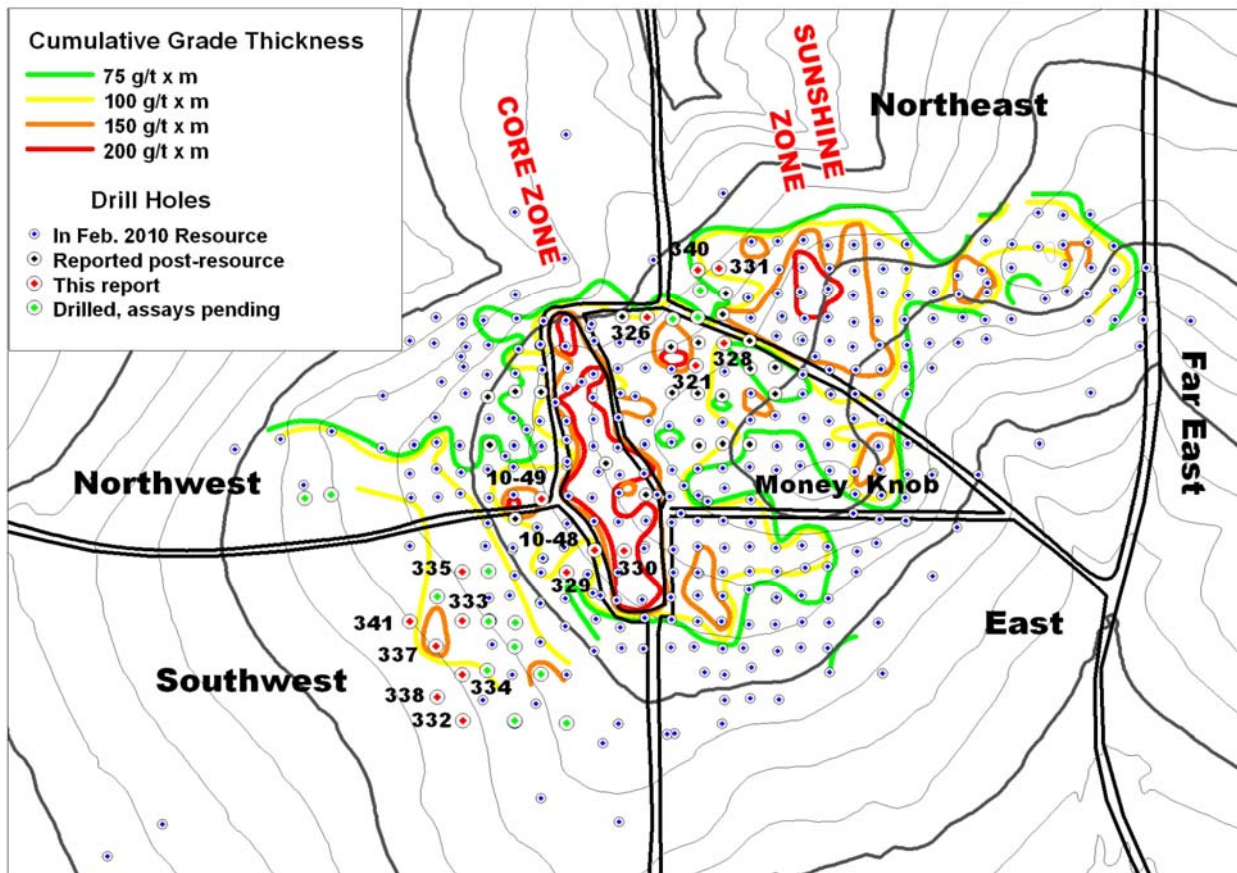 Cumulative Grade Thickness
75 g/t x m
100 g/t x m
150 g/t x m
200 g/t x m
Drill Holes
In Feb. 2010 Resource
Reported post-resource
This report
Drilled, assays pending
CORE ZONE
SUNSHINE
ZONE
Northeast
340
331
326
328
321
Far East
Northwest
10-49
Money Knob
10-48
335
329
330
333
341
East
337
Southwest
334
338
332